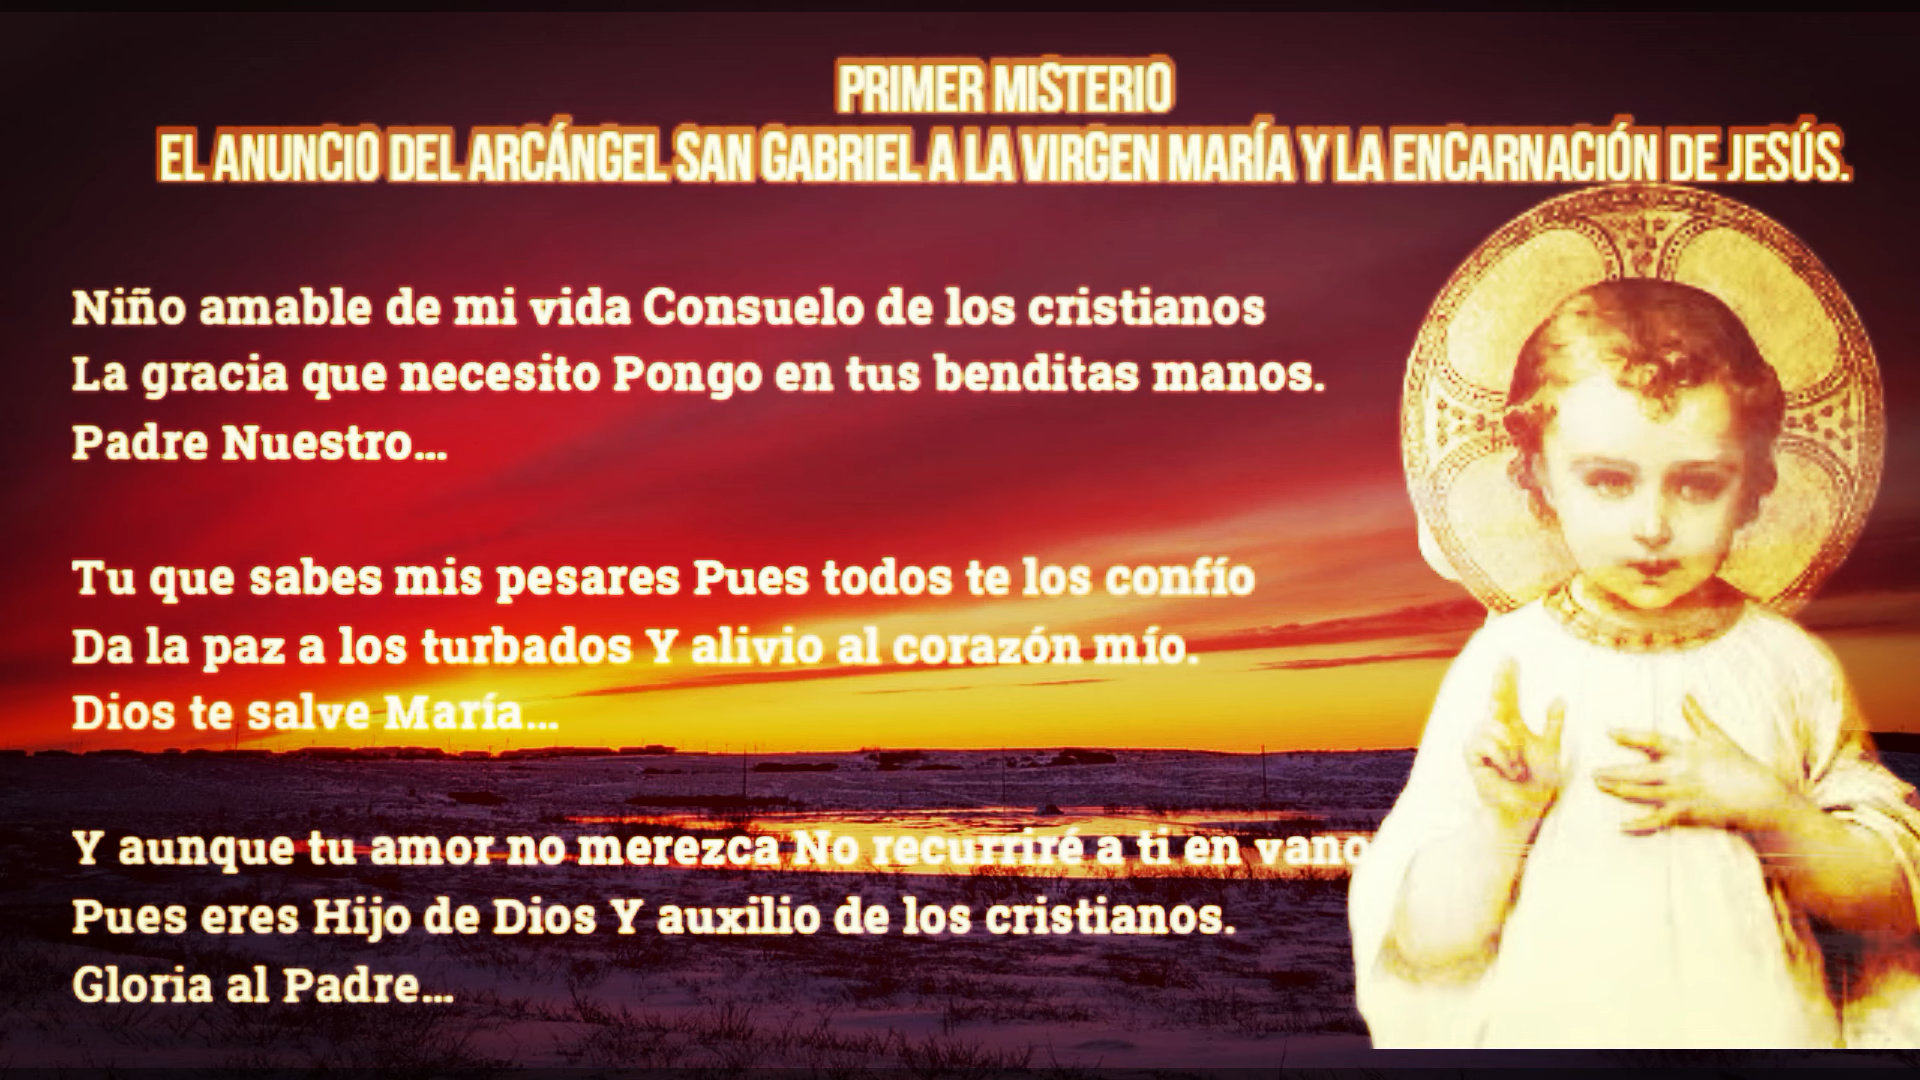 PRIMER MISTERIO
EL ANUNCIO DEL ARCÁNGEL SAN GABRIEL A LA VIRGEN MARÍA Y LA ENCARNACIÓN DE JESÚS.
Niño amable de mi vida Consuelo de los cristianos
La gracia que necesito Pongo en tus benditas manos.
Padre Nuestro...
Tu que sabes mis pesares Pues todos te los confío
Da la paz a los turbados Y alivio al corazón mío.
Dios te salve María...
Y aunque tu amor no merezca No recurriré a ti en vano
Pues eres Hijo de Dios Y auxilio de los cristianos.
Gloria al Padre...